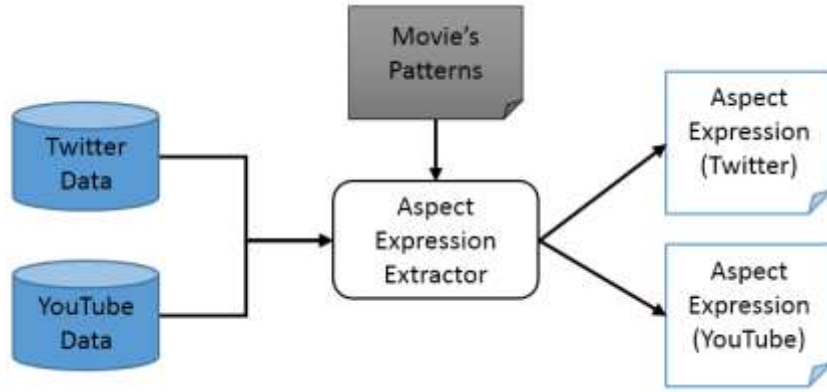 Movie's
Patterns
Twitter
Data
YouTube
Data
Aspect
Expression
Extractor
Aspect
Expression
(Twitter)
Aspect
Expression
(YouTube)